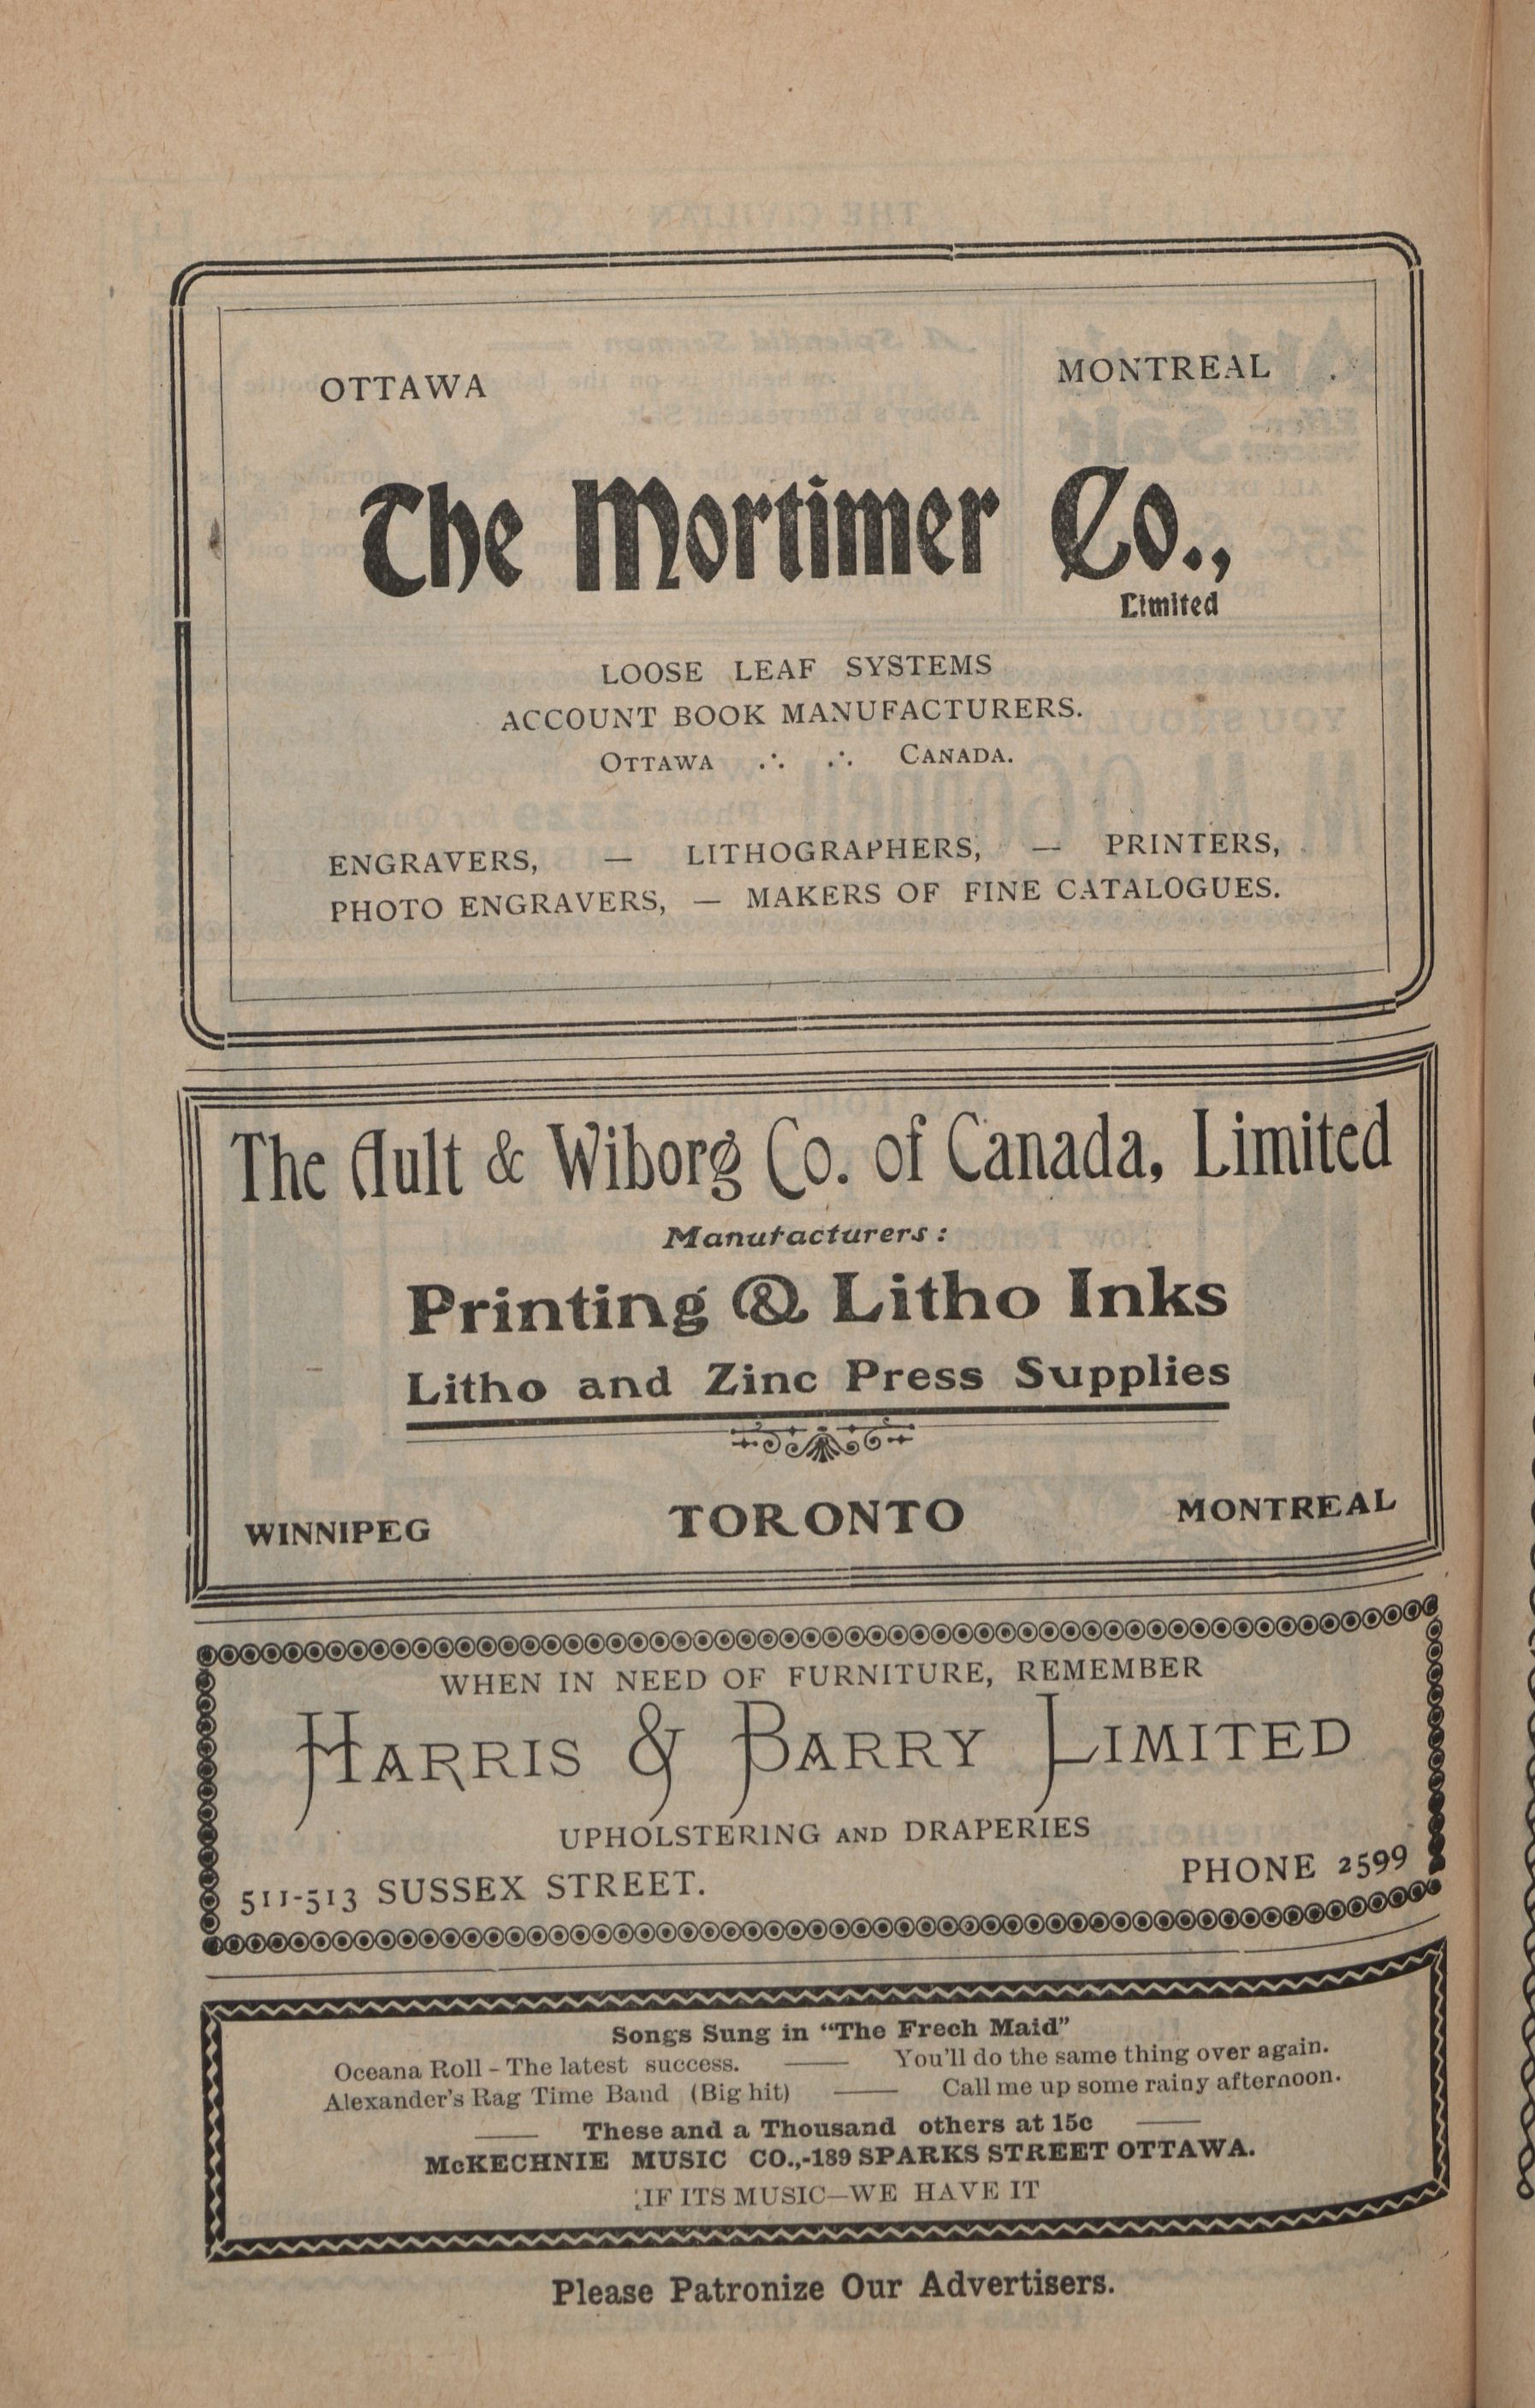 OTTAWA MONTREAL
The Mortimer Co.,
Limited
LOOSE LEAF SYSTEMS
ACCOUNT BOOK MANUFACTURERS.
OTTAWA ∴ ∴ CANADA.
ENGRAVERS, — LITHOGRAPHERS, — PRINTERS,
PHOTO ENGRAVERS, — MAKERS OF FINE CATALOGUES.
The Ault & Wiborg Co. of Canada, Limited
Manufacturers:
Printing & Litho Inks
Litho and Zinc Press Supplies
WINNIPEG TORONTO MONTREAL
WHEN IN NEED OF FURNITURE, REMEMBER
HARRIS & BARRY LIMITED
UPHOLSTERING AND DRAPERIES
511-513 SUSSEX STREET. PHONE 2599
Songs Sung in "The Frech Maid"
Oceana Roll - The latest success. — You'll do the same thing over again.
Alexander's Rag Time Band (Big hit) — Call me up some rainy afternoon.
— These and a Thousand others at 15c —
McKECHNIE MUSIC CO.,-189 SPARKS STREET OTTAWA.
IF ITS MUSIC—WE HAVE IT
Please Patronize Our Advertisers.